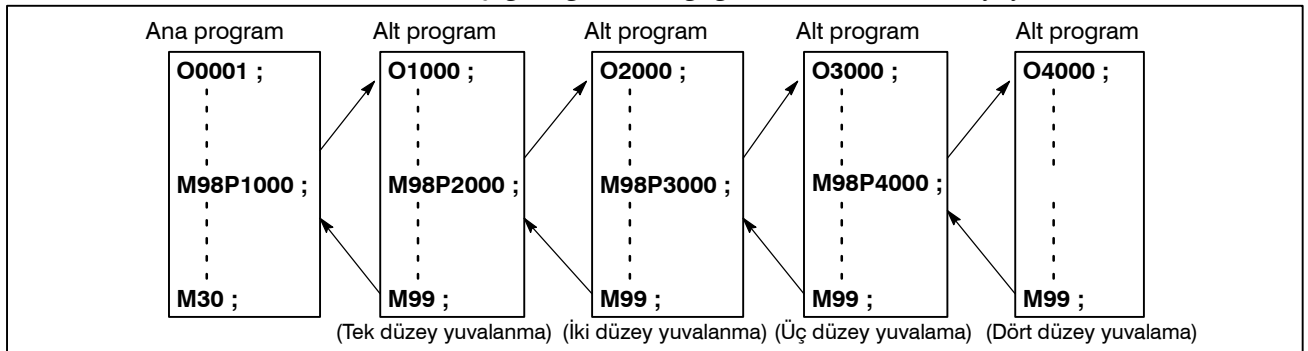 Ana program Alt program Alt program Alt program Alt program
O0001 ; O1000 ; O2000 ; O3000 ; O4000 ;
M98P1000 ; M98P2000 ; M98P3000 ; M98P4000 ;
M30 ; M99 ; M99 ; M99 ; M99 ;
(Tek düzey yuvalanma) (İki düzey yuvalanma) (Üç düzey yuvalama) (Dört düzey yuvalama)